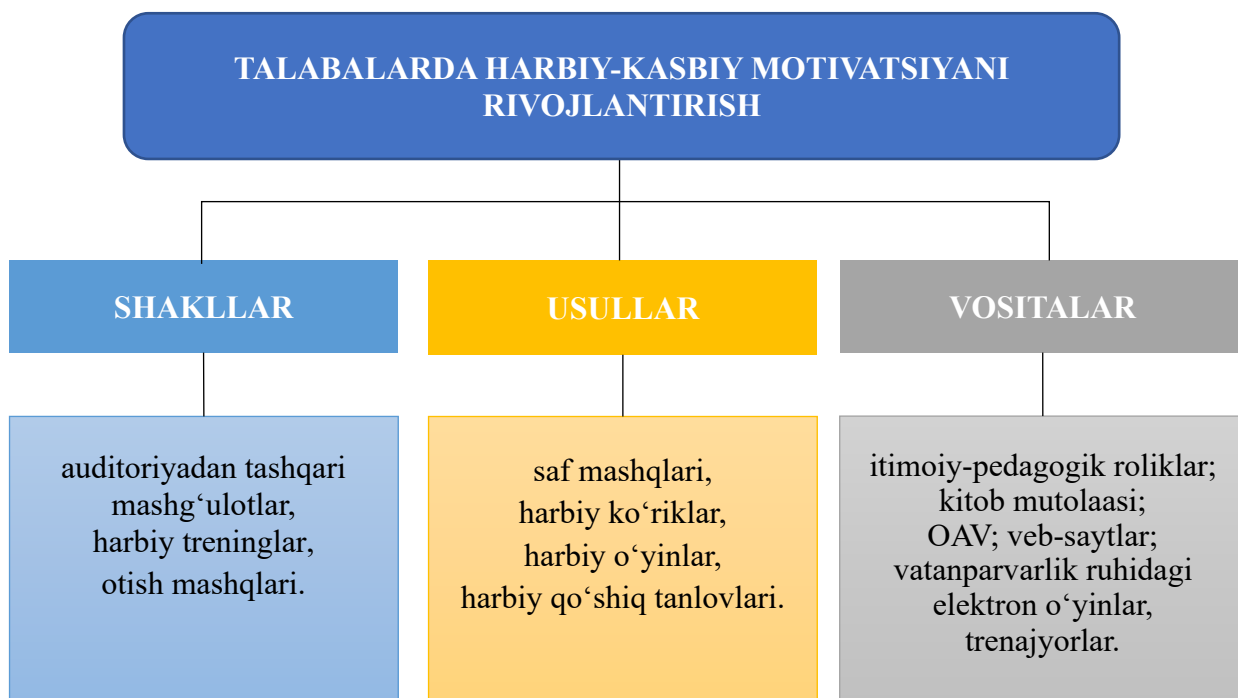 TALABALARDA HARBIY-KASBIY MOTIVATSIYANI
RIVOJLANTIRISH
SHAKLLAR
USULLAR
VOSITALAR
auditoriyadan tashqari
mashg‘ulotlar,
harbiy treninglar,
otish mashqlari.
saf mashqlari,
harbiy ko‘riklar,
harbiy o‘yinlar,
harbiy qo‘shiq tanlovlari.
itimoiy-pedagogik roliklar;
kitob mutolaasi;
OAV; veb-saytlar;
vatanparvarlik ruhidagi
elektron o‘yinlar,
trenajyorlar.